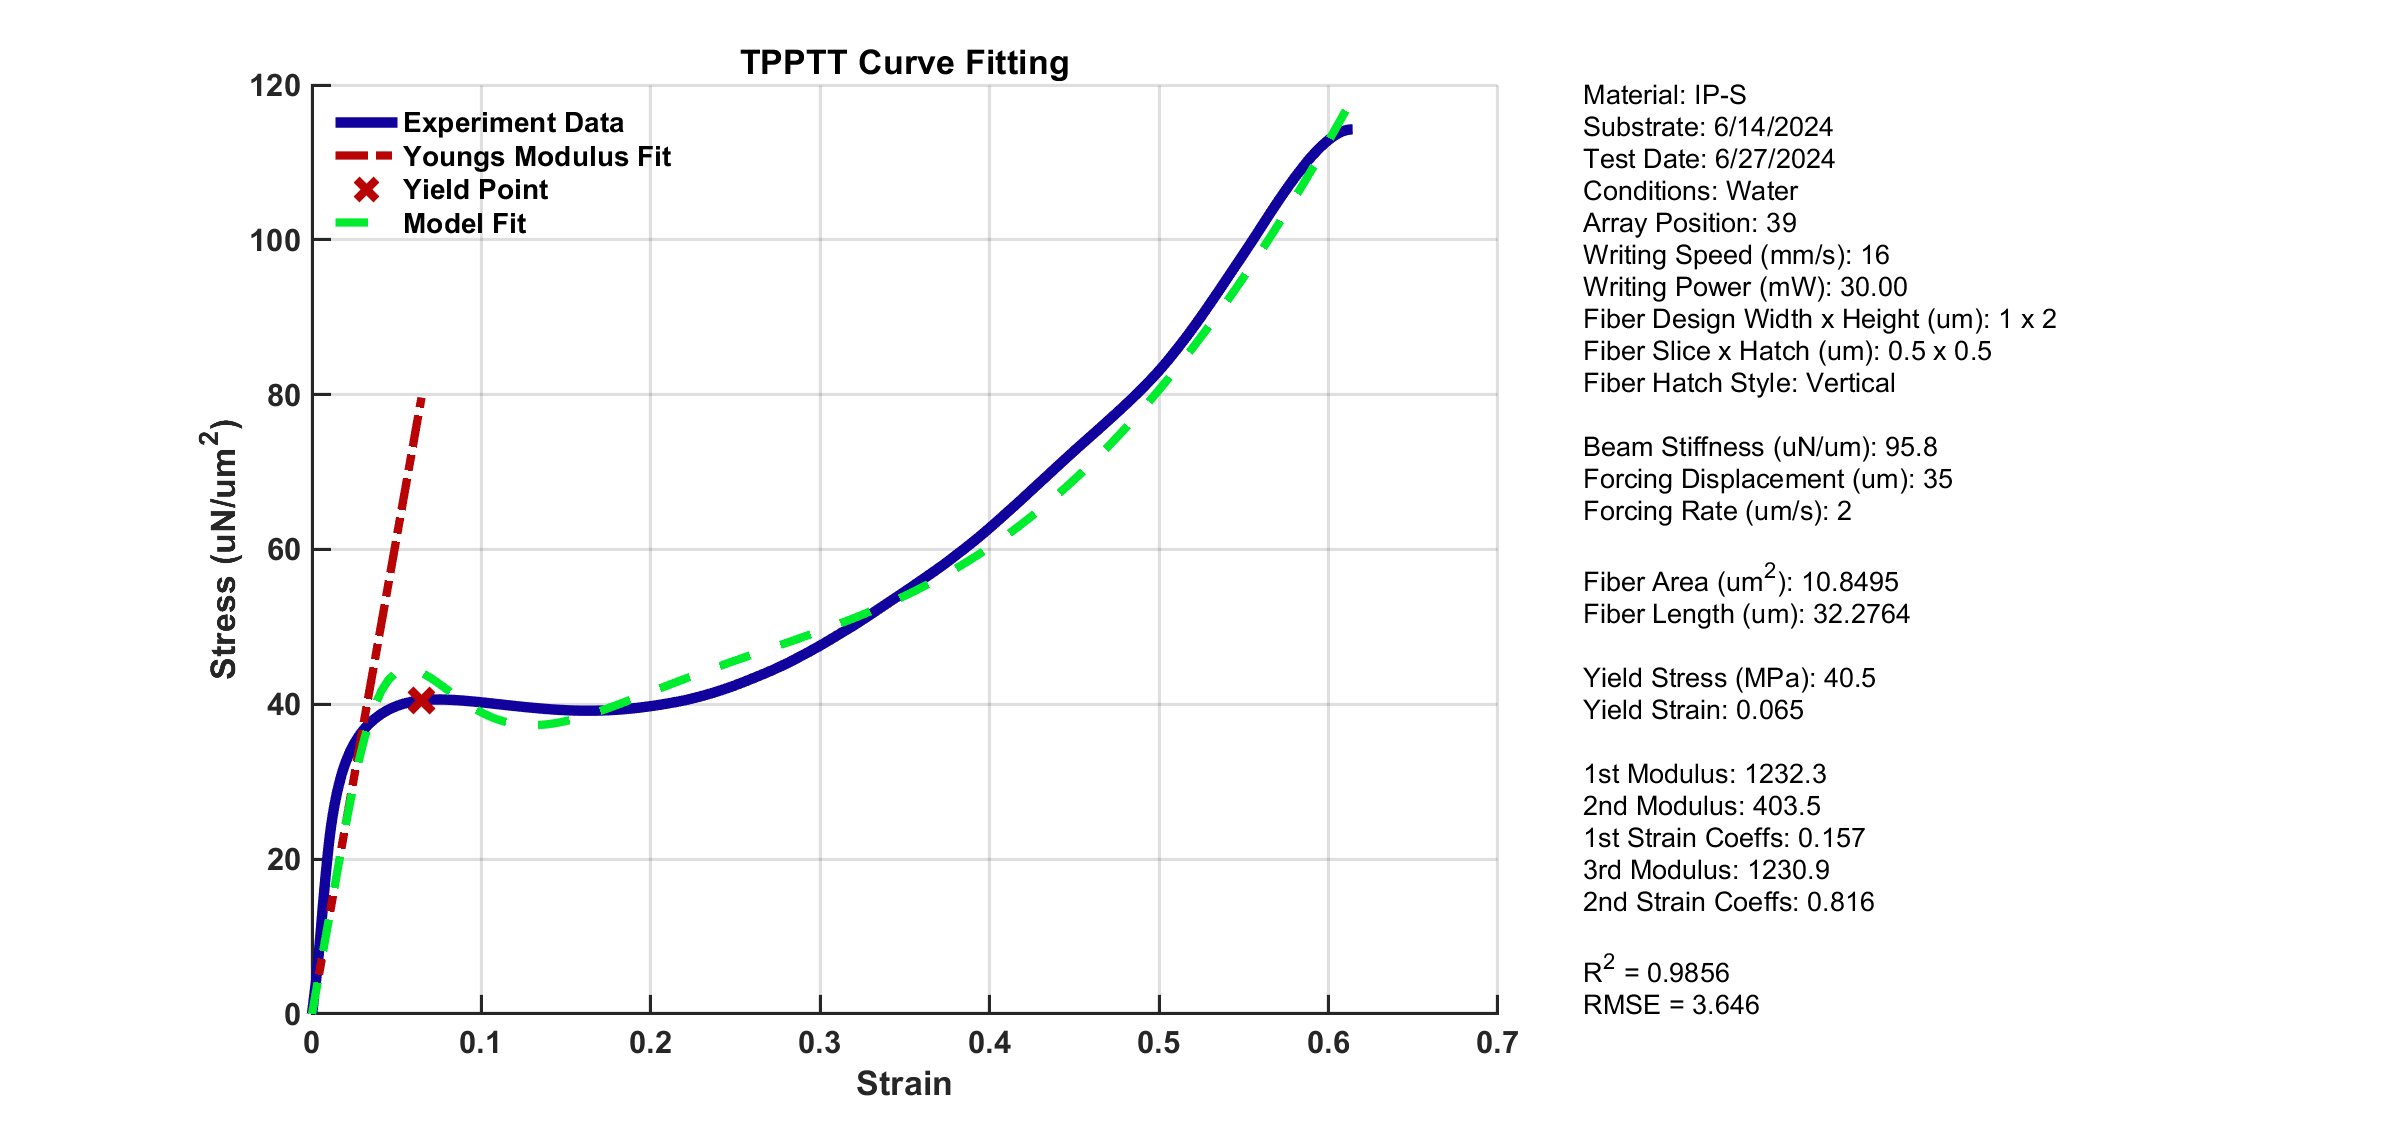 TPPTT Curve Fitting
120
100
80
60
40
20
0
Stress (uN/um²)
Experiment Data
Youngs Modulus Fit
Yield Point
Model Fit
0 0.1 0.2 0.3 0.4 0.5 0.6 0.7
Strain
Material: IP-S
Substrate: 6/14/2024
Test Date: 6/27/2024
Conditions: Water
Array Position: 39
Writing Speed (mm/s): 16
Writing Power (mW): 30.00
Fiber Design Width x Height (um): 1 x 2
Fiber Slice x Hatch (um): 0.5 x 0.5
Fiber Hatch Style: Vertical
Beam Stiffness (uN/um): 95.8
Forcing Displacement (um): 35
Forcing Rate (um/s): 2
Fiber Area (um²): 10.8495
Fiber Length (um): 32.2764
Yield Stress (MPa): 40.5
Yield Strain: 0.065
1st Modulus: 1232.3
2nd Modulus: 403.5
1st Strain Coeffs: 0.157
3rd Modulus: 1230.9
2nd Strain Coeffs: 0.816
R² = 0.9856
RMSE = 3.646